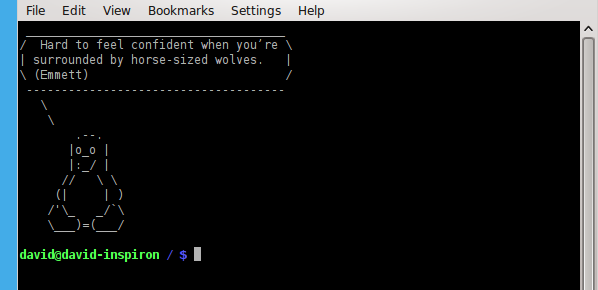 File Edit View Bookmarks Settings Help
 _____________________________________
/  Hard to feel confident when you're \
| surrounded by horse-sized wolves.   |
\ (Emmett)                            /
 -------------------------------------
   \
    \
        .--.
       |o_o |
       |:_/ |
      //   \ \
     (|     | )
    /'\_   _/`\
    \___)=(___/
david@david-inspiron / $